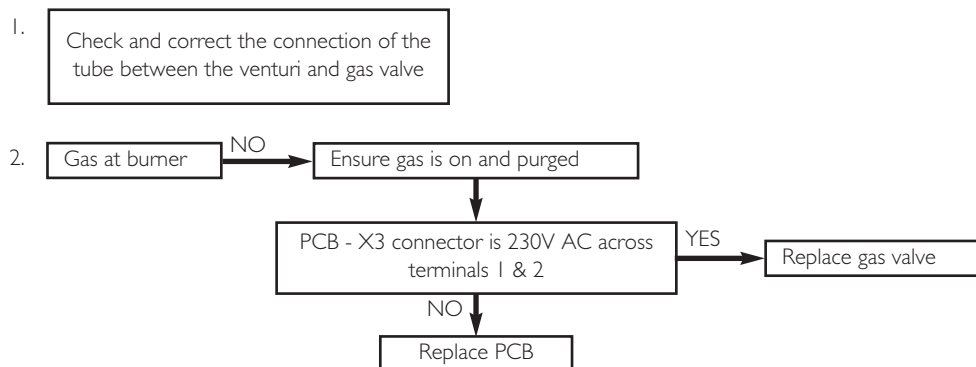 1.
Check and correct the connection of the
tube between the venturi and gas valve
2.
Gas at burner
NO
Ensure gas is on and purged
PCB - X3 connector is 230V AC across
terminals 1 & 2
YES
Replace gas valve
NO
Replace PCB